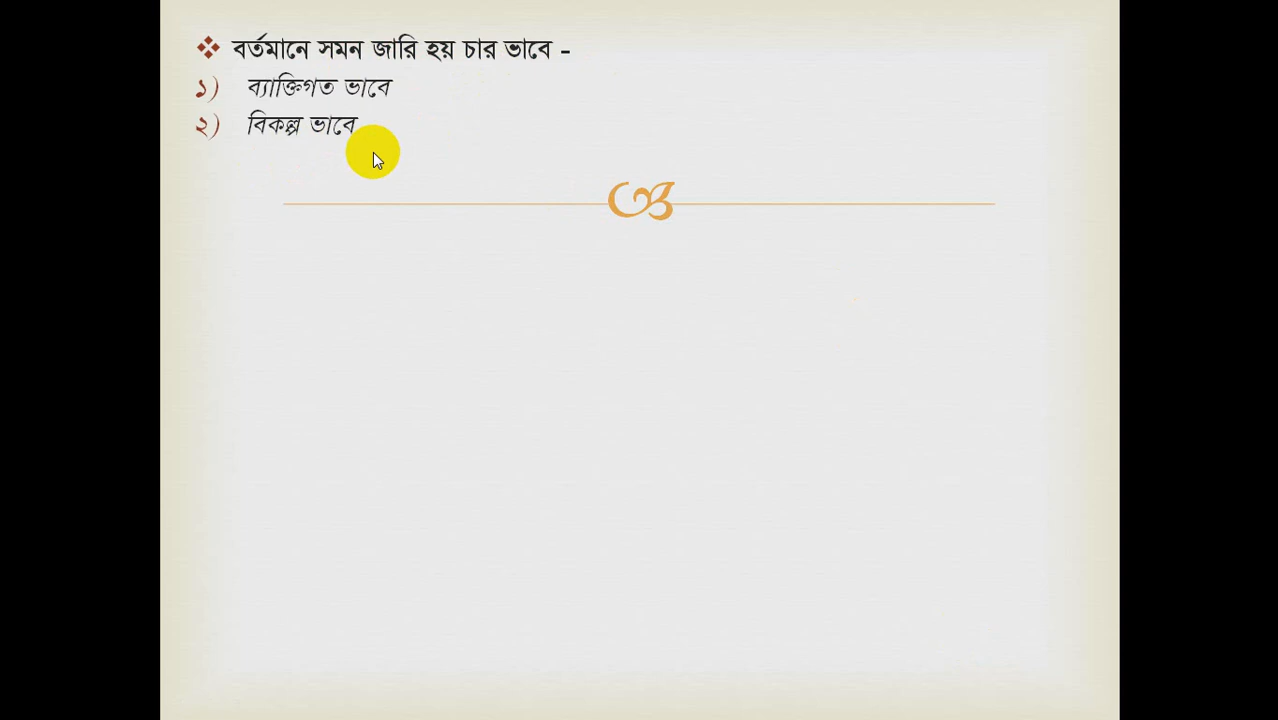 ❖ বর্তমানে সমন জারি হয় চার ভাবে -
১) ব্যাক্তিগত ভাবে
২) বিকল্প ভাবে